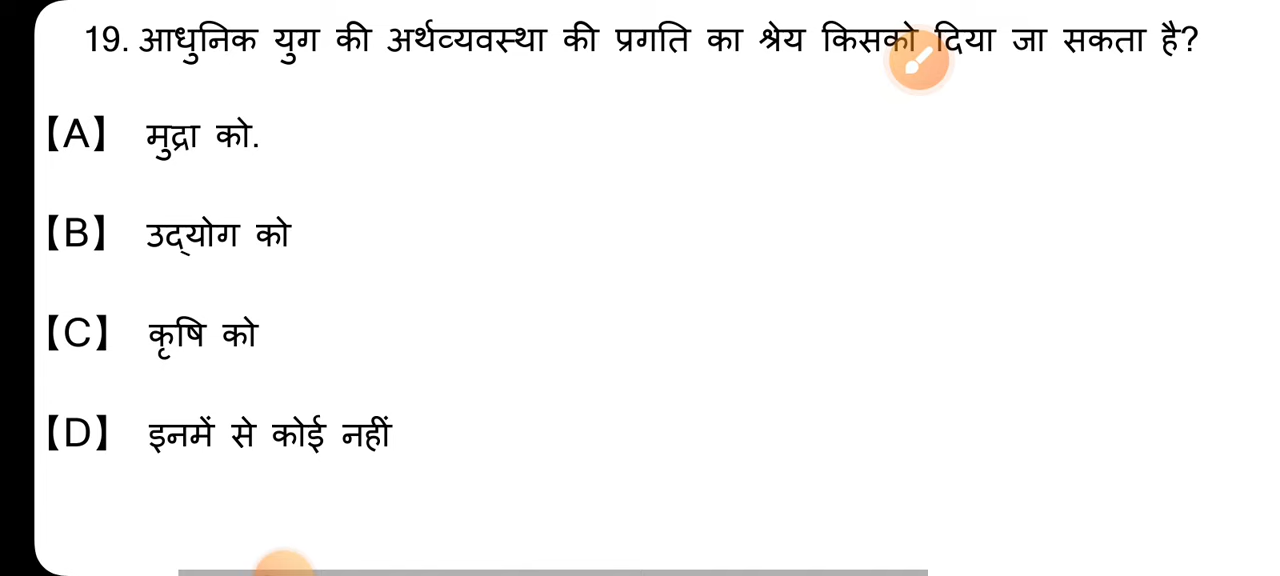 19. आधुनिक युग की अर्थव्यवस्था की प्रगति का श्रेय किसको दिया जा सकता है?
【A】 मुद्रा को.
【B】 उद्‌योग को
【C】 कृषि को
【D】 इनमें से कोई नहीं